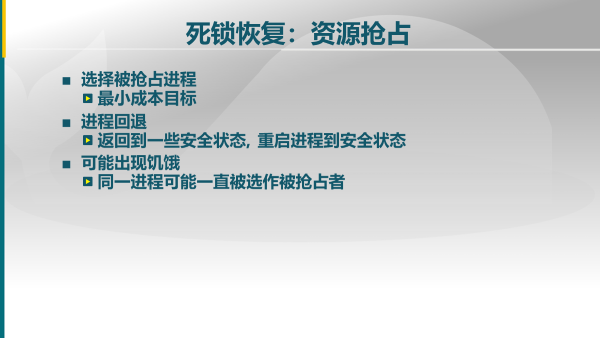 死锁恢复：资源抢占
选择被抢占进程
最小成本目标
进程回退
返回到一些安全状态, 重启进程到安全状态
可能出现饥饿
同一进程可能一直被选作被抢占者